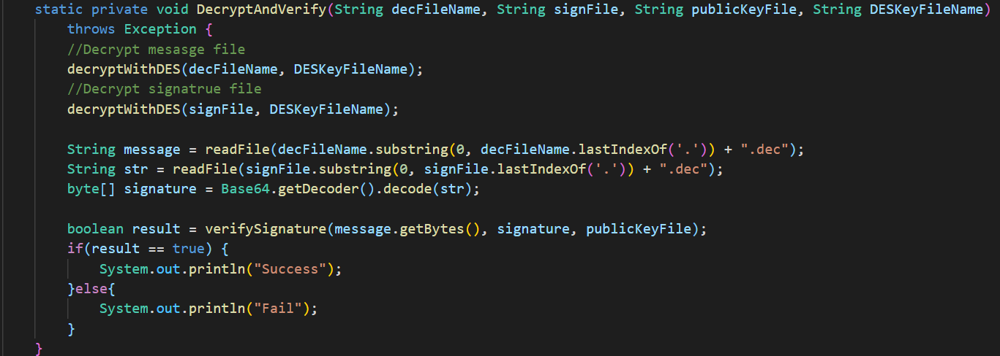 static private void DecryptAndVerify(String decFileName, String signFile, String publicKeyFile, String DESKeyFileName)
    throws Exception {
    //Decrypt mesasge file
    decryptWithDES(decFileName, DESKeyFileName);
    //Decrypt signatrue file
    decryptWithDES(signFile, DESKeyFileName);

    String message = readFile(decFileName.substring(0, decFileName.lastIndexOf('.')) + ".dec");
    String str = readFile(signFile.substring(0, signFile.lastIndexOf('.')) + ".dec");
    byte[] signature = Base64.getDecoder().decode(str);

    boolean result = verifySignature(message.getBytes(), signature, publicKeyFile);
    if(result == true) {
        System.out.println("Success");
    }else{
        System.out.println("Fail");
    }
}